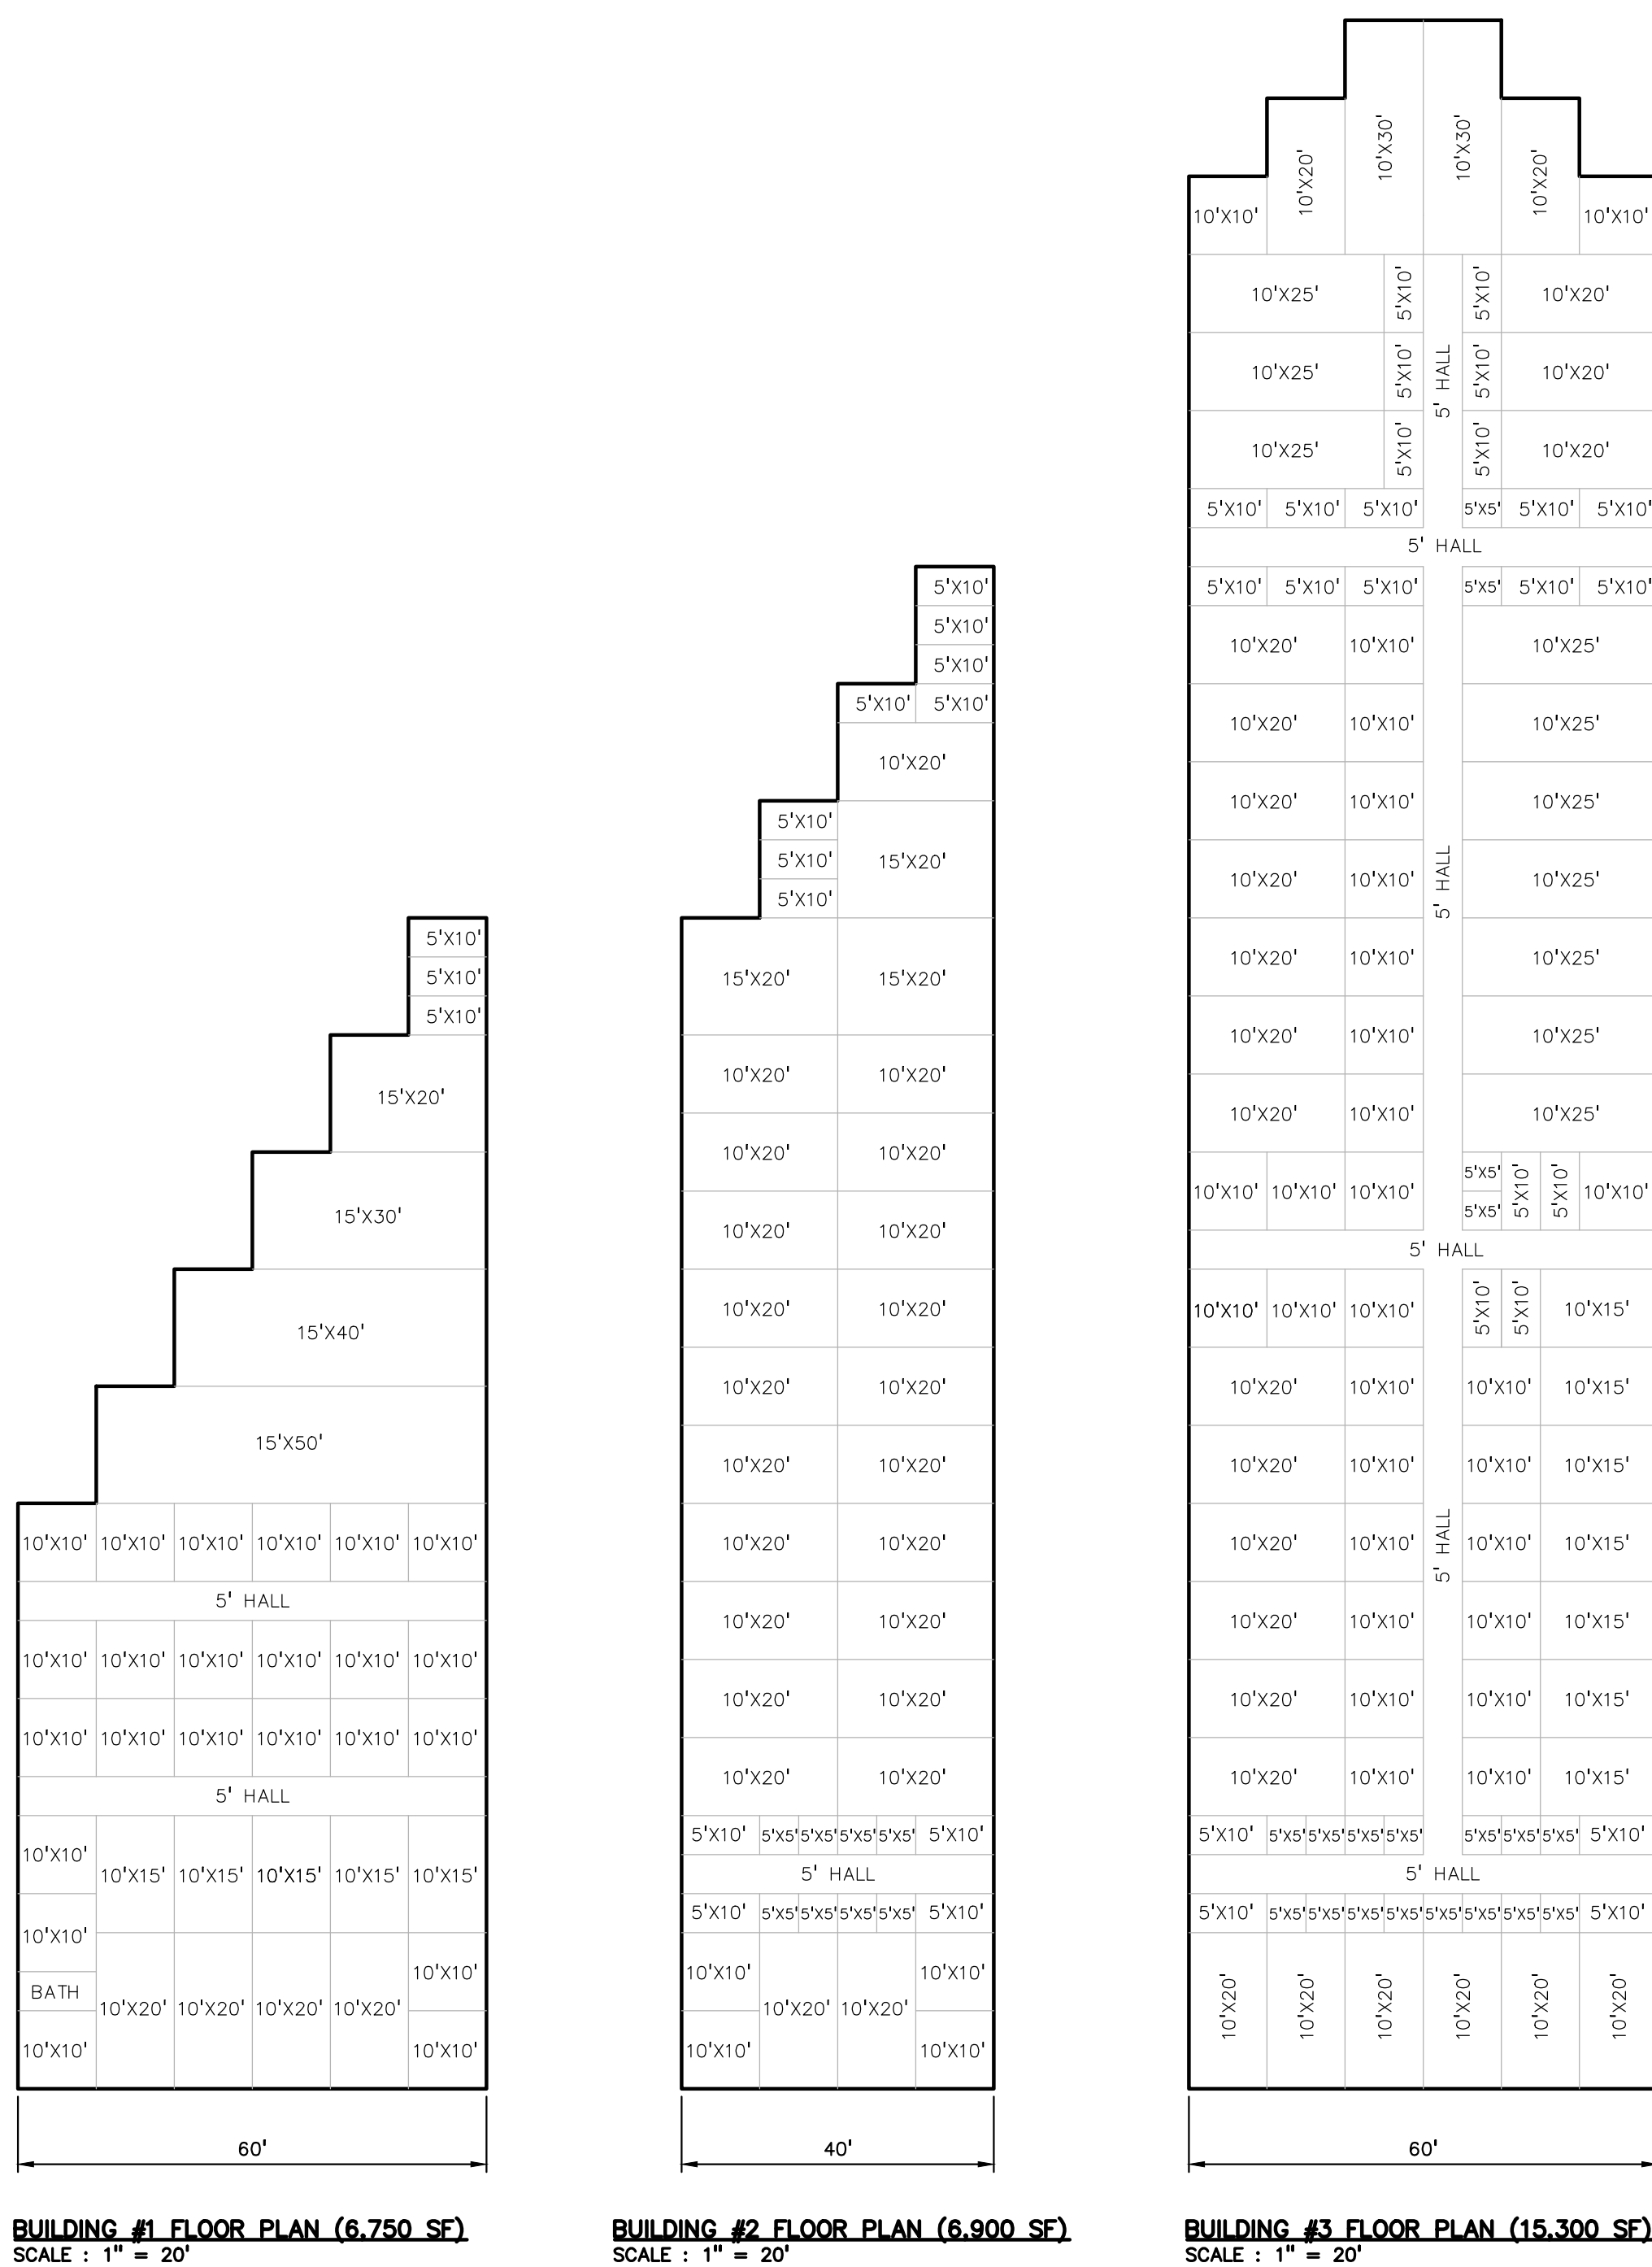 5'X10'
5'X10'
5'X10'
15'X20'
15'X30'
15'X40'
15'X50'
10'X10' 10'X10' 10'X10' 10'X10' 10'X10' 10'X10'
5' HALL
10'X10' 10'X10' 10'X10' 10'X10' 10'X10' 10'X10'
10'X10' 10'X10' 10'X10' 10'X10' 10'X10' 10'X10'
5' HALL
10'X10'
10'X15' 10'X15' 10'X15' 10'X15' 10'X15'
10'X10'
10'X10'
BATH
10'X20' 10'X20' 10'X20' 10'X20'
10'X10' 10'X10'
60'
BUILDING #1 FLOOR PLAN (6,750 SF)
SCALE : 1" = 20'
5'X10'
5'X10'
5'X10'
5'X10' 5'X10'
10'X20'
5'X10'
5'X10' 15'X20'
5'X10'
15'X20' 15'X20'
10'X20' 10'X20'
10'X20' 10'X20'
10'X20' 10'X20'
10'X20' 10'X20'
10'X20' 10'X20'
10'X20' 10'X20'
10'X20' 10'X20'
10'X20' 10'X20'
10'X20' 10'X20'
10'X20' 10'X20'
5'X10' 5'X5' 5'X5' 5'X5' 5'X5' 5'X10'
5' HALL
5'X10' 5'X5' 5'X5' 5'X5' 5'X5' 5'X10'
10'X10' 10'X10'
10'X20' 10'X20'
10'X10' 10'X10'
40'
BUILDING #2 FLOOR PLAN (6,900 SF)
SCALE : 1" = 20'
10'X30' 10'X30'
10'X20' 10'X20'
10'X10' 10'X10'
10'X25' 5'X10' 5'X10' 10'X20'
10'X25' 5'X10' 5' HALL 5'X10' 10'X20'
10'X25' 5'X10' 5'X10' 10'X20'
5'X10' 5'X10' 5'X10' 5'X5' 5'X10' 5'X10'
5' HALL
5'X10' 5'X10' 5'X10' 5'X5' 5'X10' 5'X10'
10'X20' 10'X10' 10'X25'
10'X20' 10'X10' 10'X25'
10'X20' 10'X10' 10'X25'
10'X20' 10'X10' 5' HALL 10'X25'
10'X20' 10'X10' 10'X25'
10'X20' 10'X10' 10'X25'
10'X20' 10'X10' 10'X25'
5'X5'
10'X10' 10'X10' 10'X10' 5'X10' 5'X10' 10'X10'
5'X5'
5' HALL
10'X10' 10'X10' 10'X10' 5'X10' 5'X10' 10'X15'
10'X20' 10'X10' 10'X10' 10'X15'
10'X20' 10'X10' 10'X10' 10'X15'
10'X20' 10'X10' 5' HALL 10'X10' 10'X15'
10'X20' 10'X10' 10'X10' 10'X15'
10'X20' 10'X10' 10'X10' 10'X15'
10'X20' 10'X10' 10'X10' 10'X15'
5'X10' 5'X5' 5'X5' 5'X5' 5'X5' 5'X5' 5'X5' 5'X5' 5'X10'
5' HALL
5'X10' 5'X5' 5'X5' 5'X5' 5'X5' 5'X5' 5'X5' 5'X5' 5'X5' 5'X10'
10'X20' 10'X20' 10'X20' 10'X20' 10'X20' 10'X20'
60'
BUILDING #3 FLOOR PLAN (15,300 SF)
SCALE : 1" = 20'